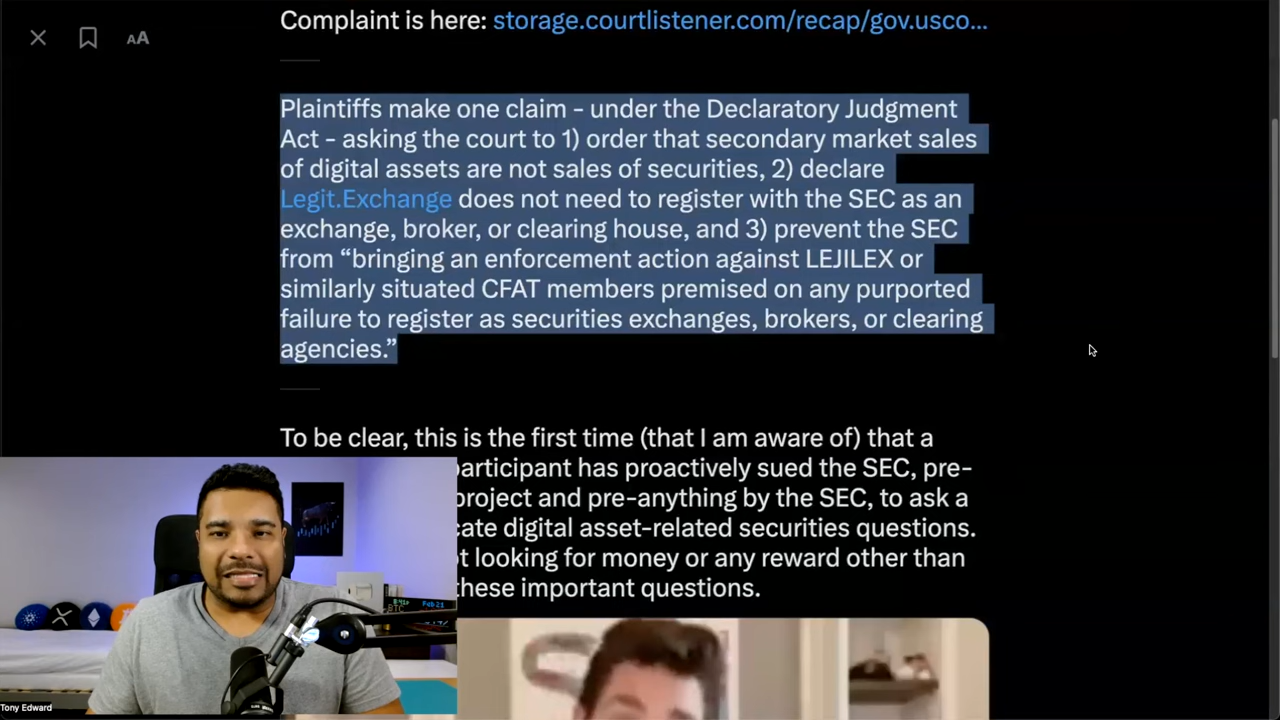 Complaint is here: storage.courtlistener.com/recap/gov.usco...
AA
Plaintiffs make one claim – under the Declaratory Judgment
Act – asking the court to 1) order that secondary market sales
of digital assets are not sales of securities, 2) declare
Legit.Exchange does not need to register with the SEC as an
exchange, broker, or clearing house, and 3) prevent the SEC
from “bringing an enforcement action against LEJILEX or
similarly situated CFAT members premised on any purported
failure to register as securities exchanges, brokers, or clearing
agencies.”
To be clear, this is the first time (that I am aware of) that a
articipant has proactively sued the SEC, pre-
project and pre-anything by the SEC, to ask a
cate digital asset-related securities questions.
ot looking for money or any reward other than
these important questions.
BTC
Feb 21
Tony Edward